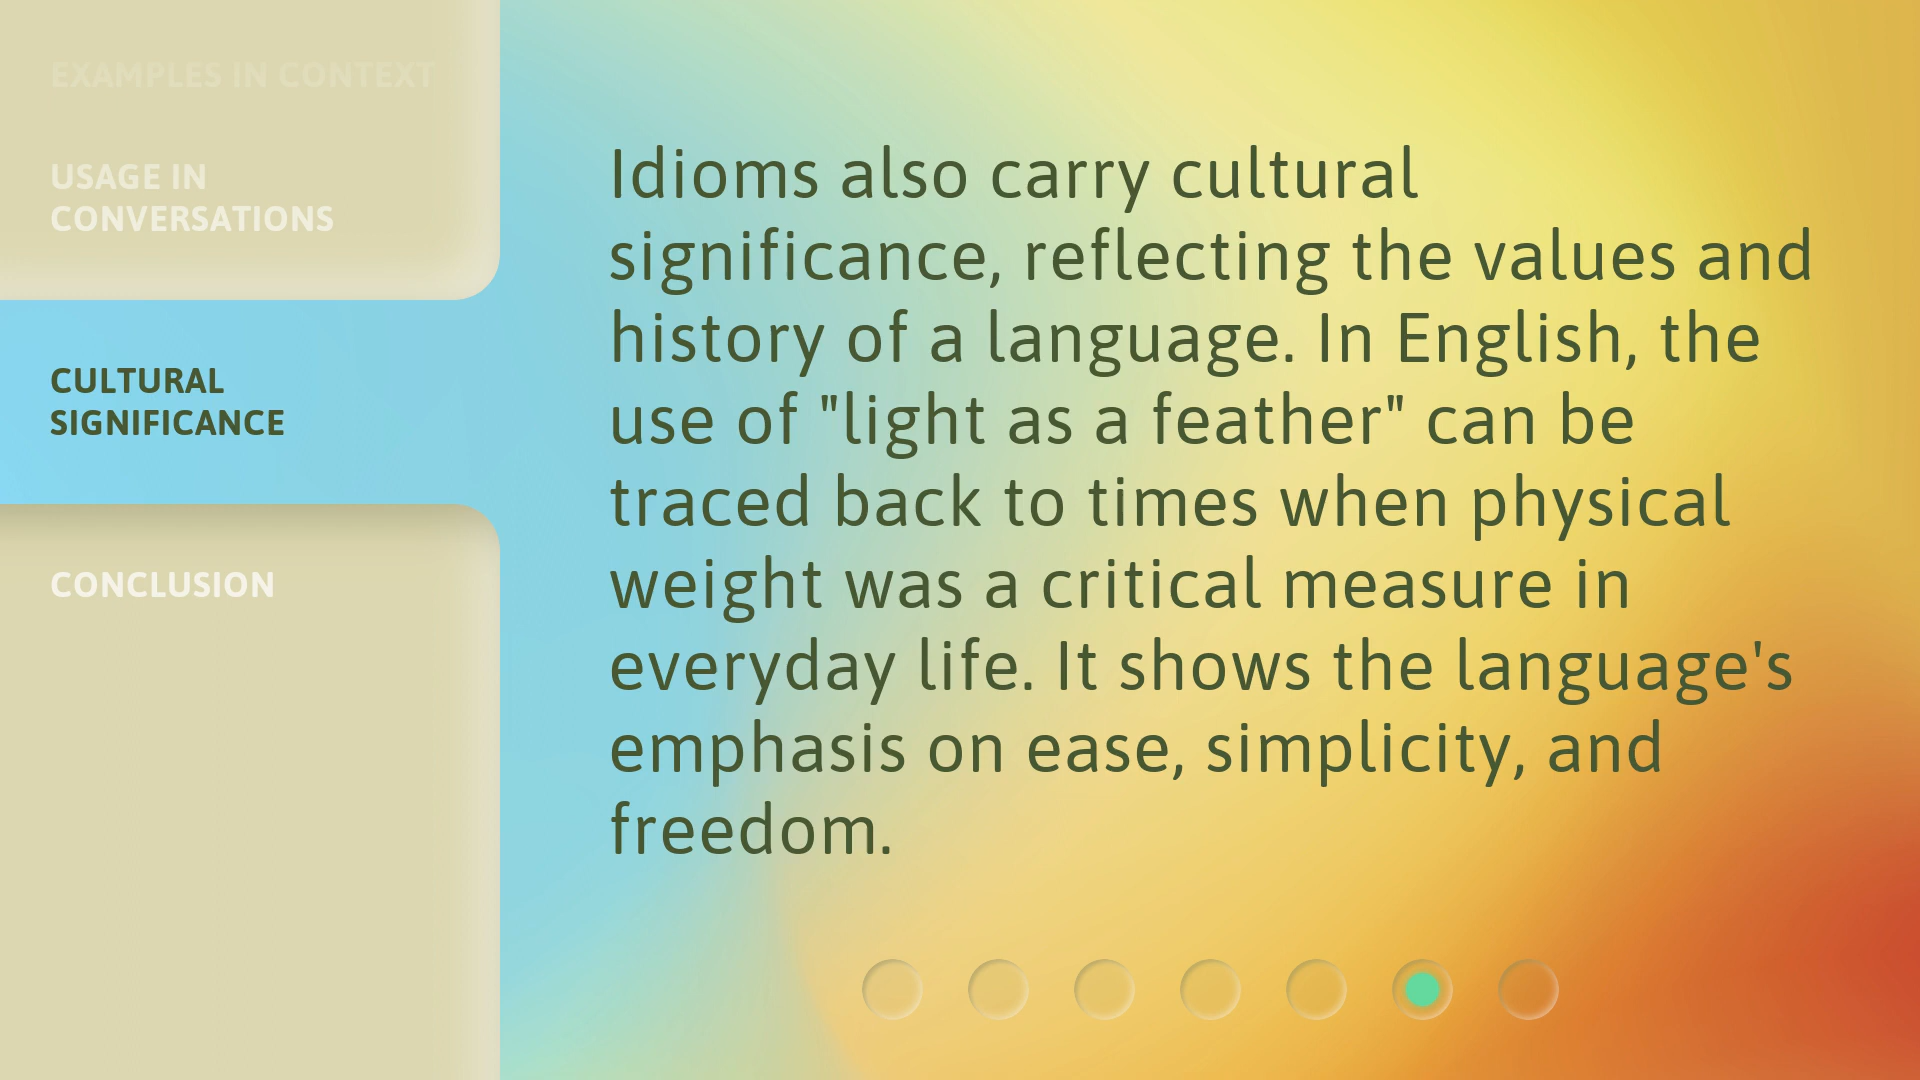 EXAMPLES IN CONTEXT
USAGE IN
CONVERSATIONS
CULTURAL
SIGNIFICANCE
CONCLUSION
Idioms also carry cultural
significance, reflecting the values and
history of a language. In English, the
use of "light as a feather" can be
traced back to times when physical
weight was a critical measure in
everyday life. It shows the language's
emphasis on ease, simplicity, and
freedom.